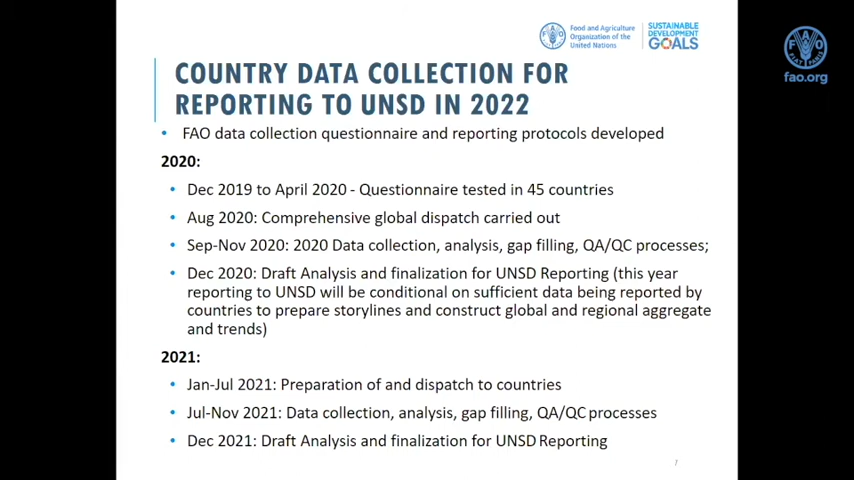 Food and Agriculture
Organization of the
United Nations
SUSTAINABLE
DEVELOPMENT
GOALS
FAO
FIAT PANIS
fao.org
COUNTRY DATA COLLECTION FOR
REPORTING TO UNSD IN 2022
• FAO data collection questionnaire and reporting protocols developed
2020:
• Dec 2019 to April 2020 - Questionnaire tested in 45 countries
• Aug 2020: Comprehensive global dispatch carried out
• Sep-Nov 2020: 2020 Data collection, analysis, gap filling, QA/QC processes;
• Dec 2020: Draft Analysis and finalization for UNSD Reporting (this year
reporting to UNSD will be conditional on sufficient data being reported by
countries to prepare storylines and construct global and regional aggregate
and trends)
2021:
• Jan-Jul 2021: Preparation of and dispatch to countries
• Jul-Nov 2021: Data collection, analysis, gap filling, QA/QC processes
• Dec 2021: Draft Analysis and finalization for UNSD Reporting
7